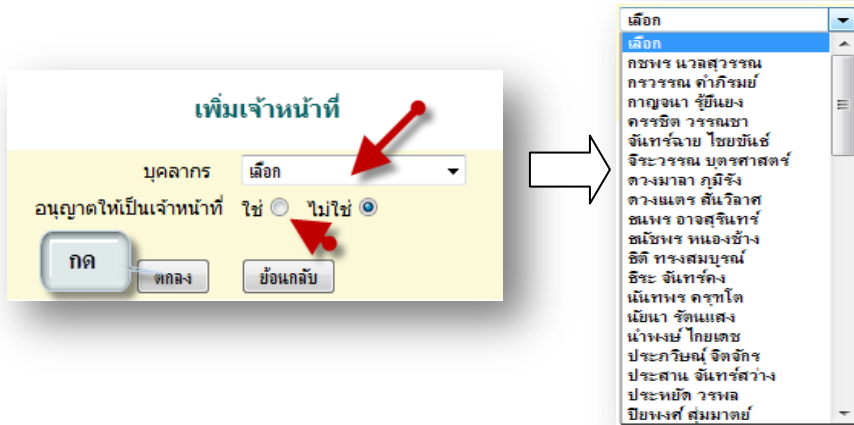 เพิ่มเจ้าหน้าที่
บุคลากร เลือก
อนุญาตให้เป็นเจ้าหน้าที่ ใช่ ไม่ใช่
กด
ตกลง ย้อนกลับ
เลือก
เลือก
กชพร นวลสุวรรณ
กรวรรณ คำภิรมย์
กาญจนา รู้ยืนยง
ครรชิต วรรณชา
จันทร์ฉาย ไชยขันธ์
จีระวรรณ บุตรศาสตร์
ดวงมาลา ภูมิรัง
ดวงเนตร สันวิลาศ
ธนพร อาจสุรินทร์
ธนัชพร หนองช้าง
ธิติ ทรงสมบูรณ์
ธีระ จันทร์คง
นันทพร ครุฑโต
นัยนา รัตนแสง
นำพงษ์ ไกยเดช
ประภวิษณุ์ จิตจักร
ประสาน จันทร์สว่าง
ประหยัด วรพล
ปิยพงศ์ สุ่มมาตย์